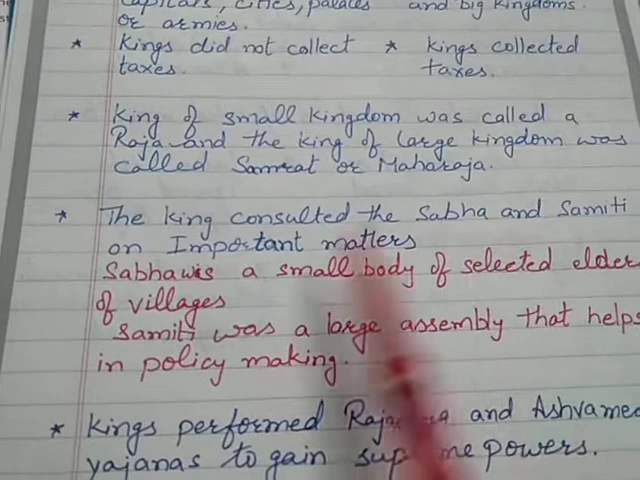 capitals, cities, palaces and big kingdoms.
or armies.
* Kings did not collect * kings collected
taxes. taxes.
* King of small kingdom was called a
Raja and the king of large kingdom was
called Samrat or Maharaja.
* The king consulted the Sabha and Samiti
on Important matters
Sabha was a small body of selected elder
of villages
Samiti was a large assembly that helps
in policy making.
* Kings performed and Ashvamed
yajanas to gain powers.